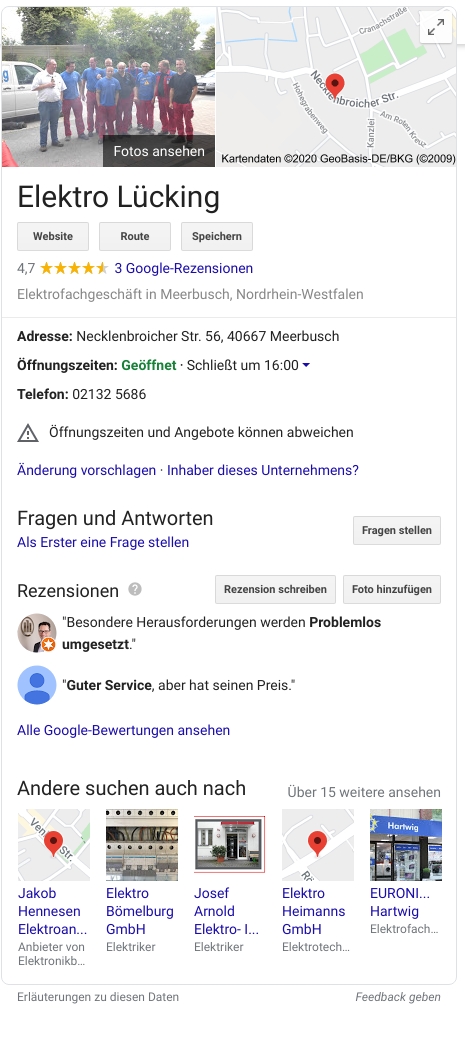 9
Fotos ansehen
Cranachstraße
Necklenbroicher Str.
Hohegrabenweg
Kanzlei
Am Roten Kreuz
Kartendaten ©2020 GeoBasis-DE/BKG (©2009)
Elektro Lücking
Website
Route
Speichern
4,7 3 Google-Rezensionen
Elektrofachgeschäft in Meerbusch, Nordrhein-Westfalen
Adresse: Necklenbroicher Str. 56, 40667 Meerbusch
Öffnungszeiten: Geöffnet · Schließt um 16:00
Telefon: 02132 5686
Öffnungszeiten und Angebote können abweichen
Änderung vorschlagen · Inhaber dieses Unternehmens?
Fragen und Antworten
Fragen stellen
Als Erster eine Frage stellen
Rezensionen ?
Rezension schreiben
Foto hinzufügen
"Besondere Herausforderungen werden Problemlos
umgesetzt."
"Guter Service, aber hat seinen Preis."
Alle Google-Bewertungen ansehen
Andere suchen auch nach
Über 15 weitere ansehen
Jakob
Hennesen
Elektroan...
Anbieter von
Elektronikb...
Elektro
Bömelburg
GmbH
Elektriker
Josef
Arnold
Elektro- I...
Elektriker
Elektro
Heimanns
GmbH
Elektrotech...
Hartwig
EURONI...
Hartwig
Elektrofach...
Erläuterungen zu diesen Daten
Feedback geben